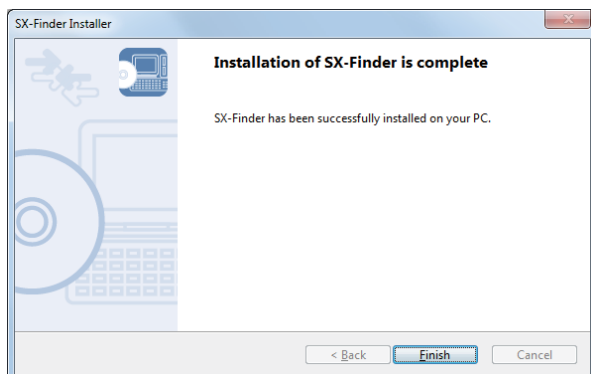 SX-Finder Installer
Installation of SX-Finder is complete
SX-Finder has been successfully installed on your PC.
< Back
Finish
Cancel